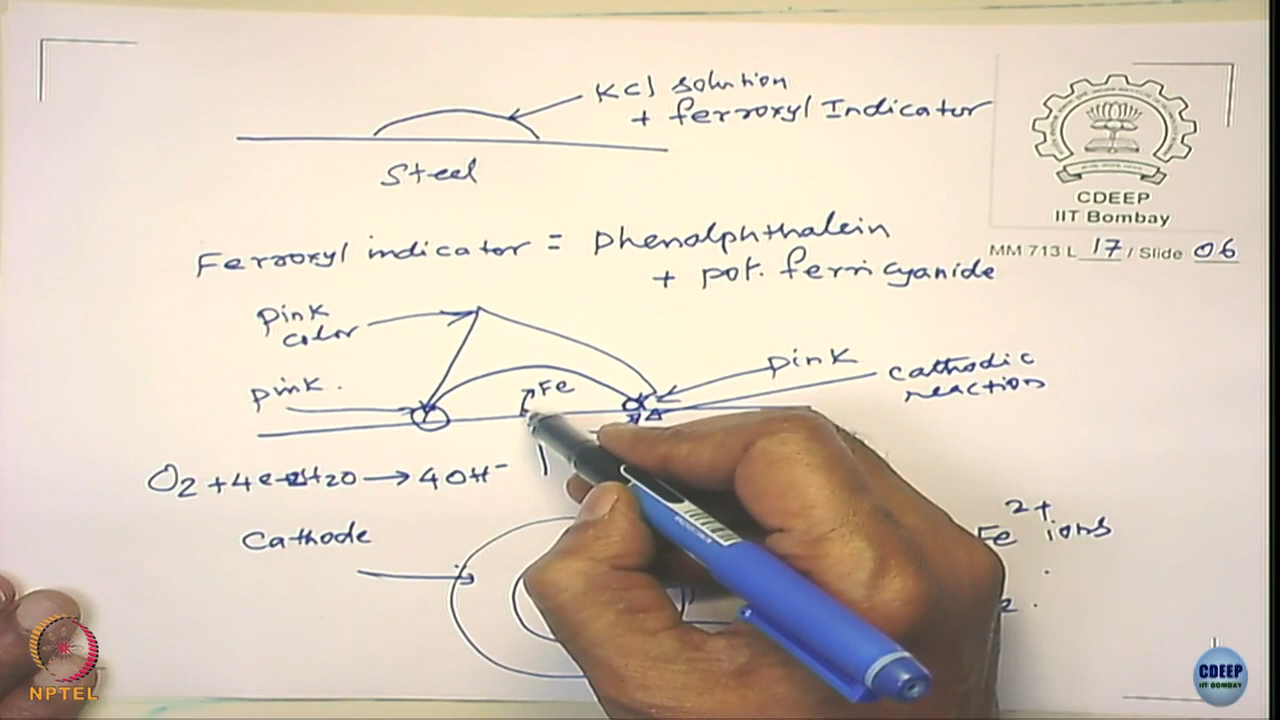 KCl solution
+ ferroxyl Indicator
Steel
CDEEP
IIT Bombay
MM 713 L 17 / Slide 06
Ferroxyl indicator = phenolphthalein
+ pot. ferricyanide
pink
color
pink
cathodic
reaction
pink.
Fe
O2 + 4e + 2H2O → 4OH-
Cathode
Fe2+ ions
2.
NPTEL
CDEEP
IIT BOMBAY